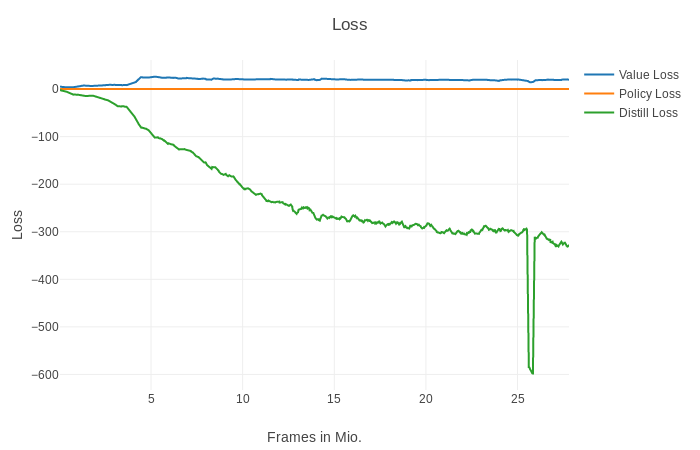 Loss
Value Loss
Policy Loss
Distill Loss
Loss
0
−100
−200
−300
−400
−500
−600
5
10
15
20
25
Frames in Mio.